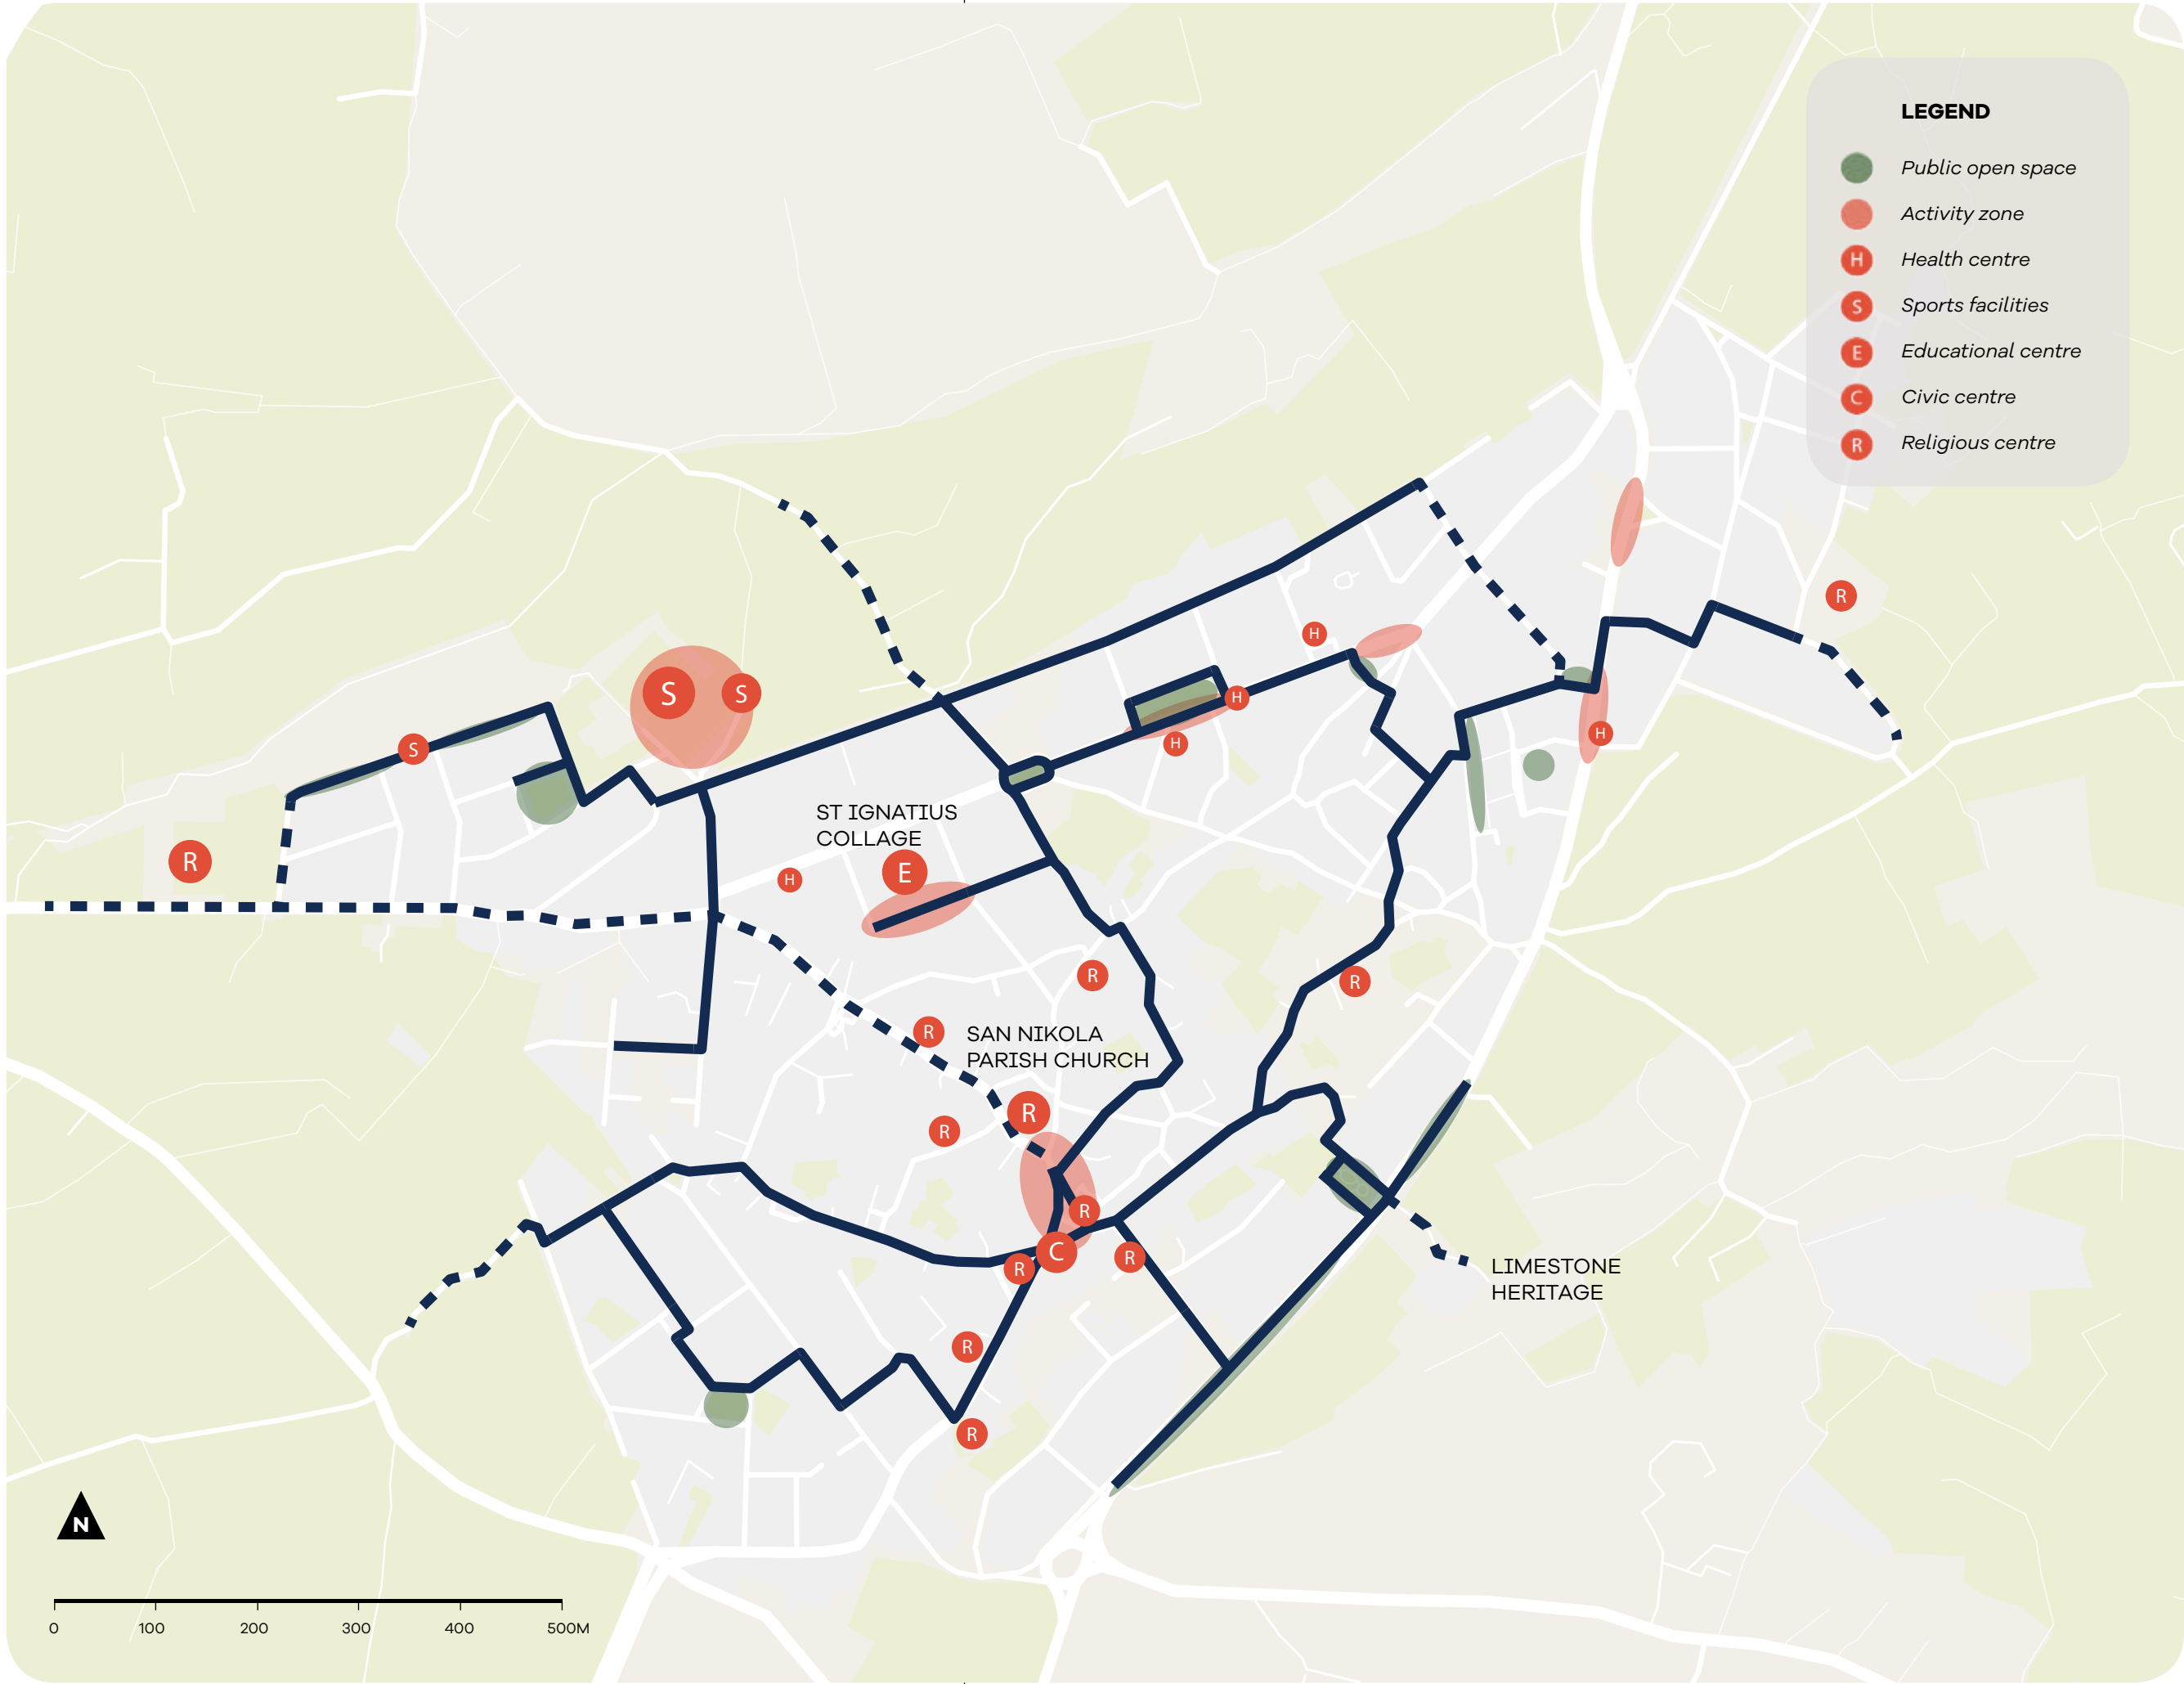 LEGEND
Public open space
Activity zone
H Health centre
S Sports facilities
E Educational centre
C Civic centre
R Religious centre
R
H
S
S
H
S
H
H
ST IGNATIUS
COLLAGE
R
E
H
R
R
R
SAN NIKOLA
PARISH CHURCH
R
R
R
C
R
R
LIMESTONE
HERITAGE
R
R
N
0 100 200 300 400 500M